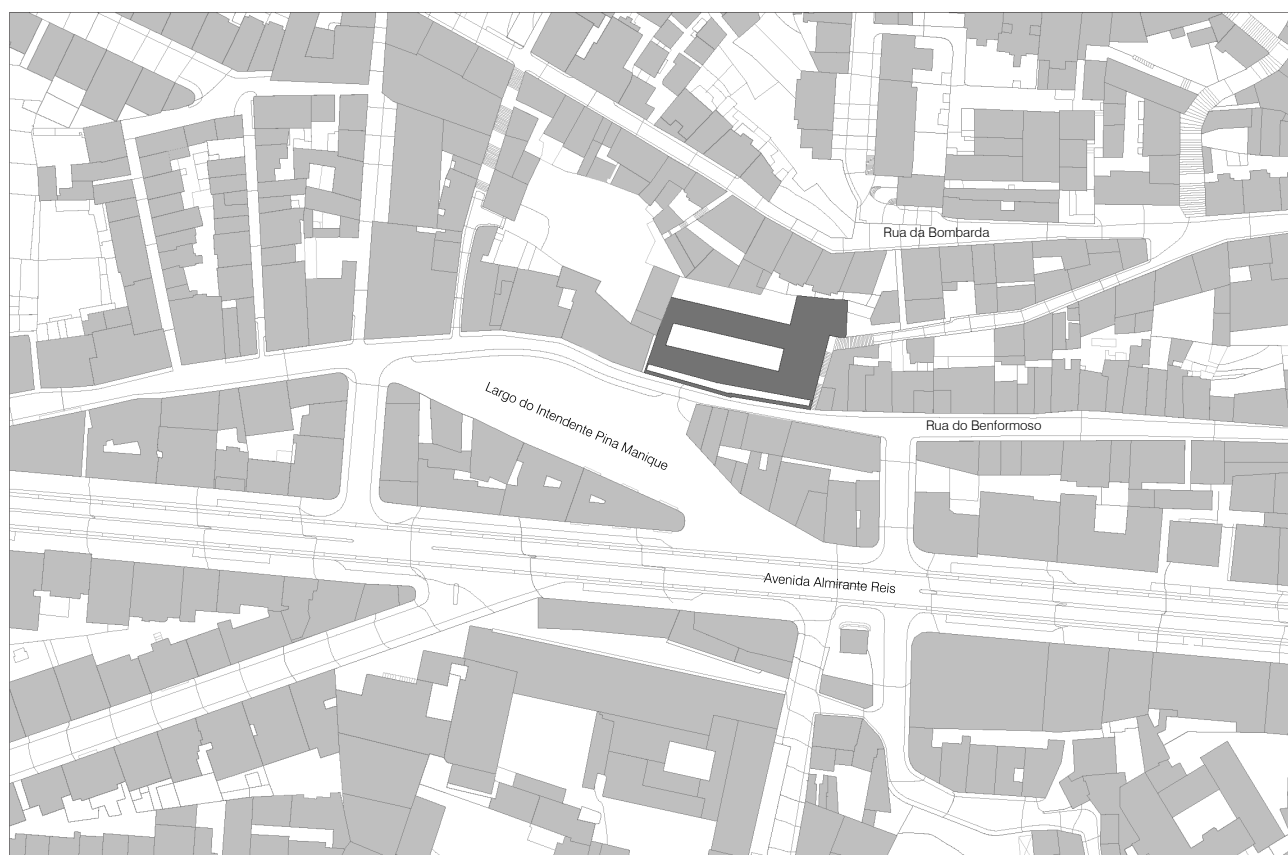 Rua da Bombarda
Largo do Intendente Pina Manique
Rua do Benformoso
Avenida Almirante Reis